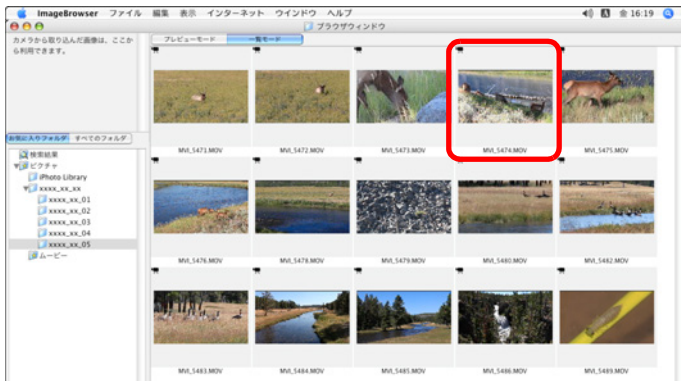 ImageBrowser ファイル 編集 表示 インターネット ウインドウ ヘルプ
金 16:19
ブラウザウィンドウ
カメラから取り込んだ画像は、ここから利用できます。
プレビューモード 一覧モード
お気に入りフォルダ すべてのフォルダ
検索結果
ピクチャ
iPhoto Library
xxxx_xx_xx
xxxx_xx_01
xxxx_xx_02
xxxx_xx_03
xxxx_xx_04
xxxx_xx_05
ムービー
MVI_5471.MOV MVI_5472.MOV MVI_5473.MOV MVI_5474.MOV MVI_5475.MOV
MVI_5476.MOV MVI_5478.MOV MVI_5479.MOV MVI_5480.MOV MVI_5482.MOV
MVI_5483.MOV MVI_5484.MOV MVI_5485.MOV MVI_5486.MOV MVI_5489.MOV